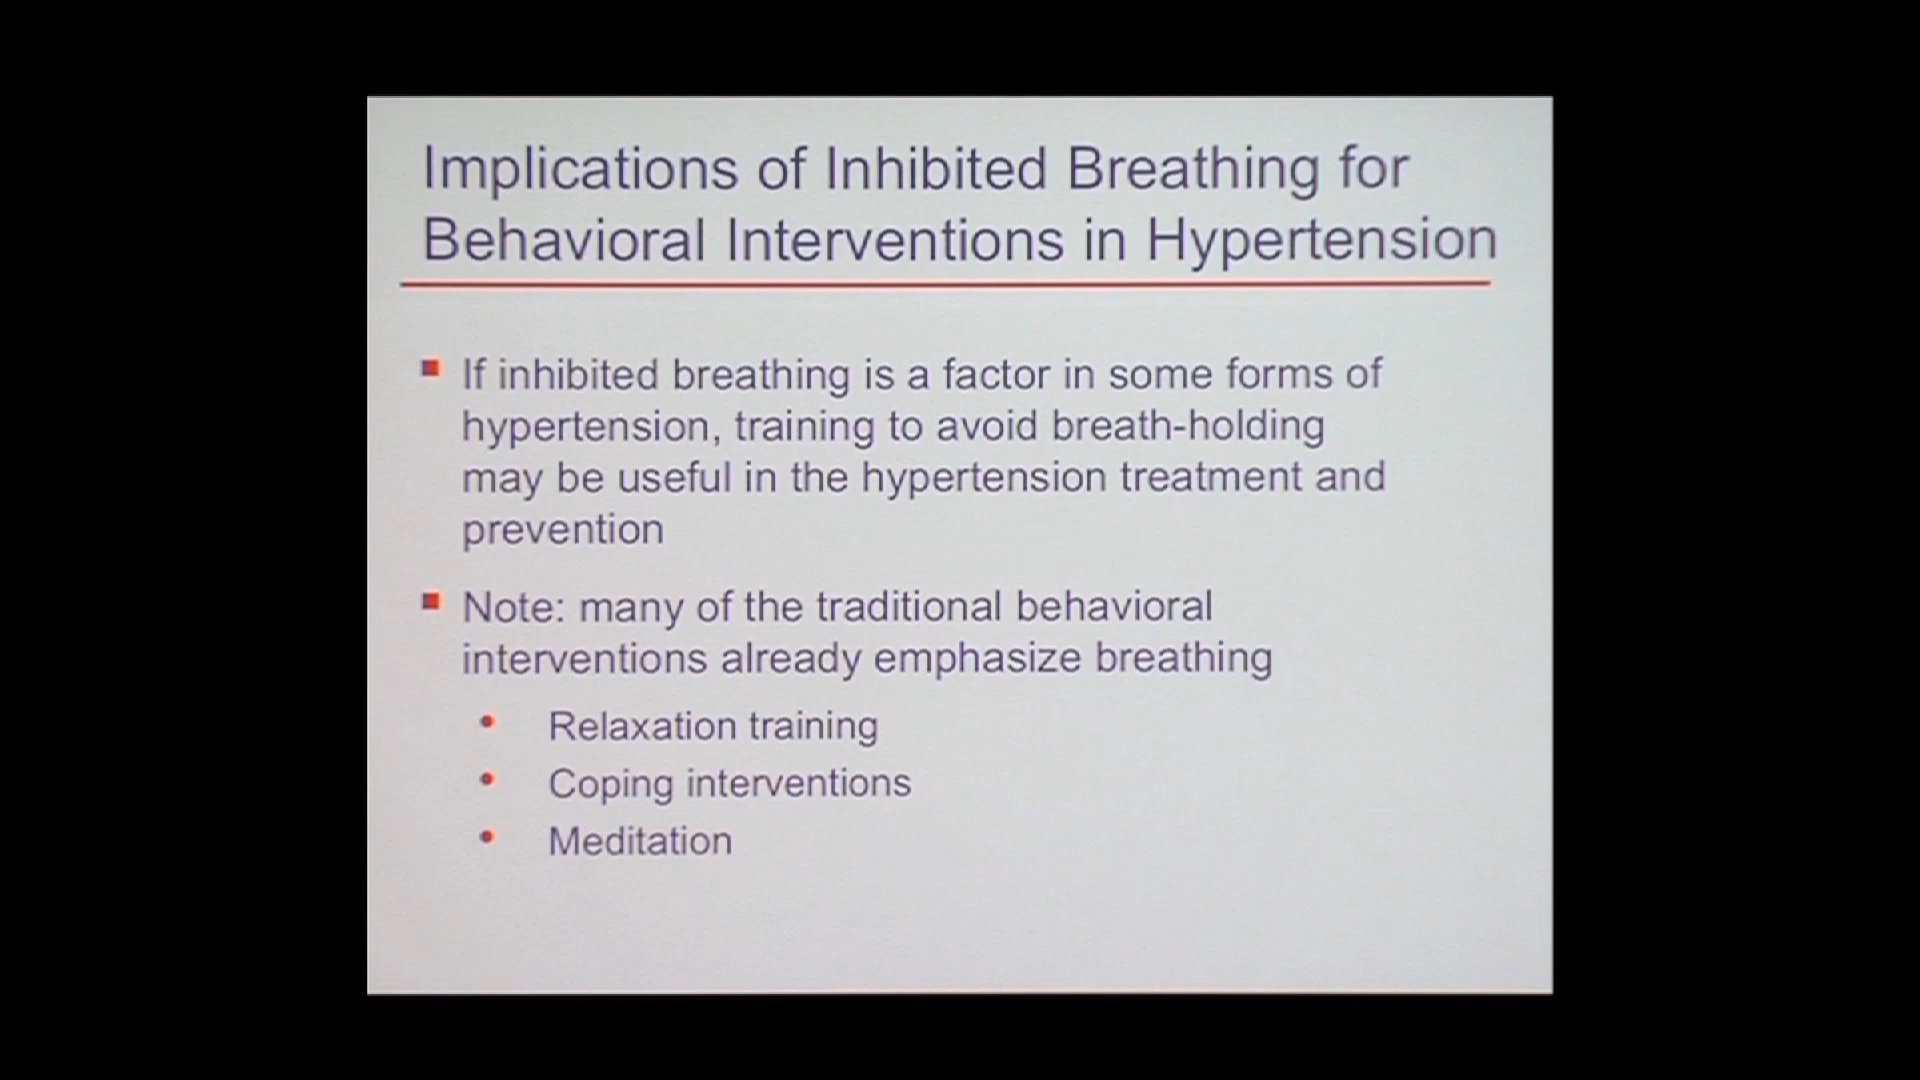 Implications of Inhibited Breathing for
Behavioral Interventions in Hypertension
If inhibited breathing is a factor in some forms of
hypertension, training to avoid breath-holding
may be useful in the hypertension treatment and
prevention
Note: many of the traditional behavioral
interventions already emphasize breathing
Relaxation training
Coping interventions
Meditation